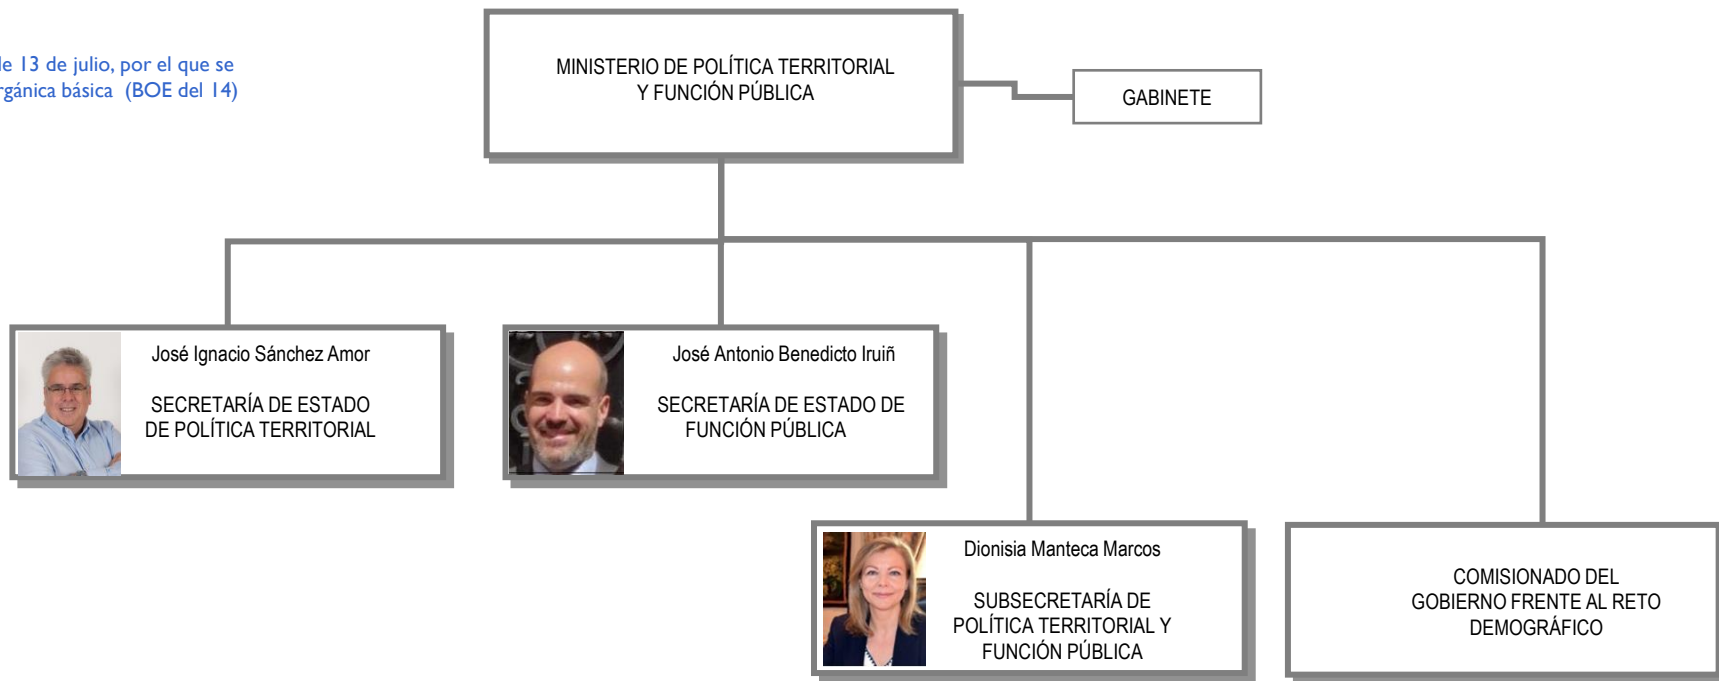 de 13 de julio, por el que se
rgánica básica (BOE del 14)
MINISTERIO DE POLÍTICA TERRITORIAL
Y FUNCIÓN PÚBLICA
GABINETE
José Ignacio Sánchez Amor
SECRETARÍA DE ESTADO
DE POLÍTICA TERRITORIAL
José Antonio Benedicto Iruiñ
SECRETARÍA DE ESTADO DE
FUNCIÓN PÚBLICA
Dionisia Manteca Marcos
SUBSECRETARÍA DE
POLÍTICA TERRITORIAL Y
FUNCIÓN PÚBLICA
COMISIONADO DEL
GOBIERNO FRENTE AL RETO
DEMOGRÁFICO